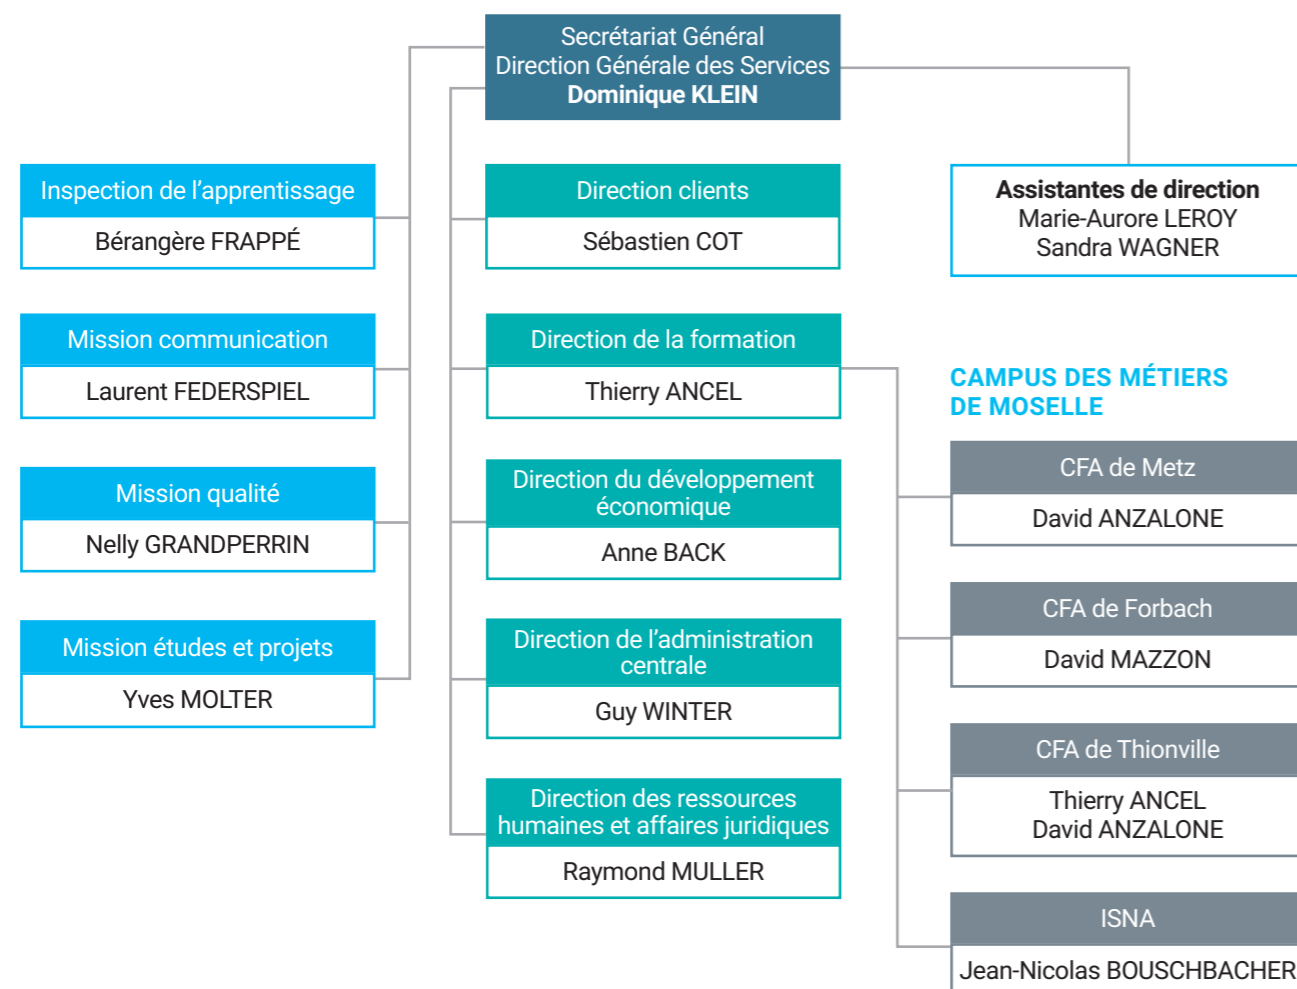 Secrétariat Général
Direction Générale des Services
Dominique KLEIN
Inspection de l’apprentissage
Bérangère FRAPPÉ
Mission communication
Laurent FEDERSPIEL
Mission qualité
Nelly GRANDPERRIN
Mission études et projets
Yves MOLTER
Direction clients
Sébastien COT
Direction de la formation
Thierry ANCEL
Direction du développement
économique
Anne BACK
Direction de l’administration
centrale
Guy WINTER
Direction des ressources
humaines et affaires juridiques
Raymond MULLER
Assistantes de direction
Marie-Aurore LEROY
Sandra WAGNER
CAMPUS DES MÉTIERS
DE MOSELLE
CFA de Metz
David ANZALONE
CFA de Forbach
David MAZZON
CFA de Thionville
Thierry ANCEL
David ANZALONE
ISNA
Jean-Nicolas BOUSCHBACHER